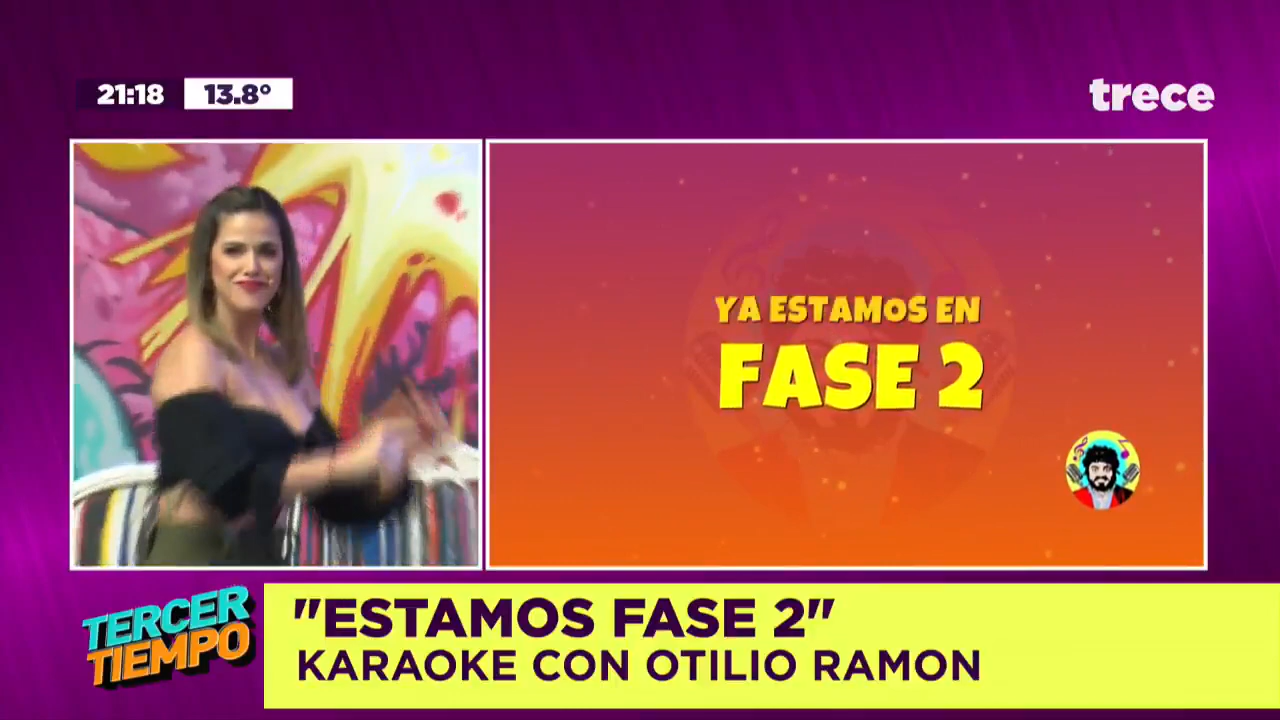 21:18 13.8°
trece
YA ESTAMOS EN
FASE 2
TERCER
TIEMPO
"ESTAMOS FASE 2"
KARAOKE CON OTILIO RAMON